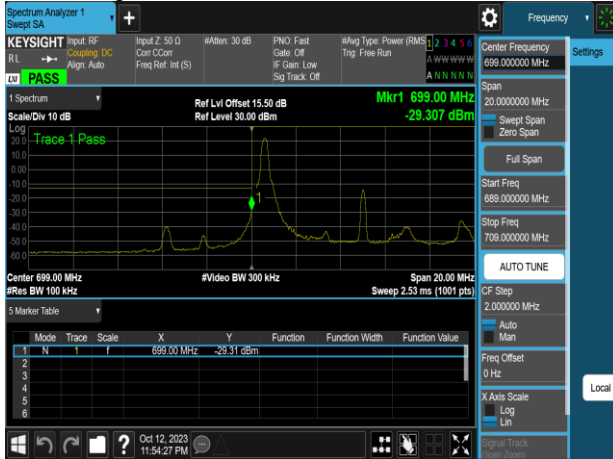 Spectrum Analyzer 1
Swept SA
Frequency
KEYSIGHT
Input: RF
Coupling: DC
Align: Auto
Input Z: 50 Ω
Corr CCorr
Freq Ref: Int (S)
#Atten: 30 dB
PNO: Fast
Gate: Off
IF Gain: Low
Sig Track: Off
#Avg Type: Power (RMS
Trig: Free Run
1 2 3 4 5 6
A W W W W W
A N N N N N
RL
LXI
PASS
1 Spectrum
Scale/Div 10 dB
Ref Lvl Offset 15.50 dB
Ref Level 30.00 dBm
Mkr1 699.00 MHz
-29.307 dBm
Log
Trace 1 Pass
20.0
10.0
0.00
-10.0
-20.0
-30.0
-40.0
-50.0
-60.0
1
Center 699.00 MHz
#Video BW 300 kHz
Span 20.00 MHz
#Res BW 100 kHz
Sweep 2.53 ms (1001 pts)
5 Marker Table
Mode Trace Scale X Y Function Function Width Function Value
1 N 1 f 699.00 MHz -29.31 dBm
2
3
4
5
6
Oct 12, 2023
11:54:27 PM
Center Frequency
699.000000 MHz
Settings
Span
20.0000000 MHz
Swept Span
Zero Span
Full Span
Start Freq
689.000000 MHz
Stop Freq
709.000000 MHz
AUTO TUNE
CF Step
2.000000 MHz
Auto
Man
Freq Offset
0 Hz
X Axis Scale
Log
Lin
Signal Track
(Span Zoom)
Local